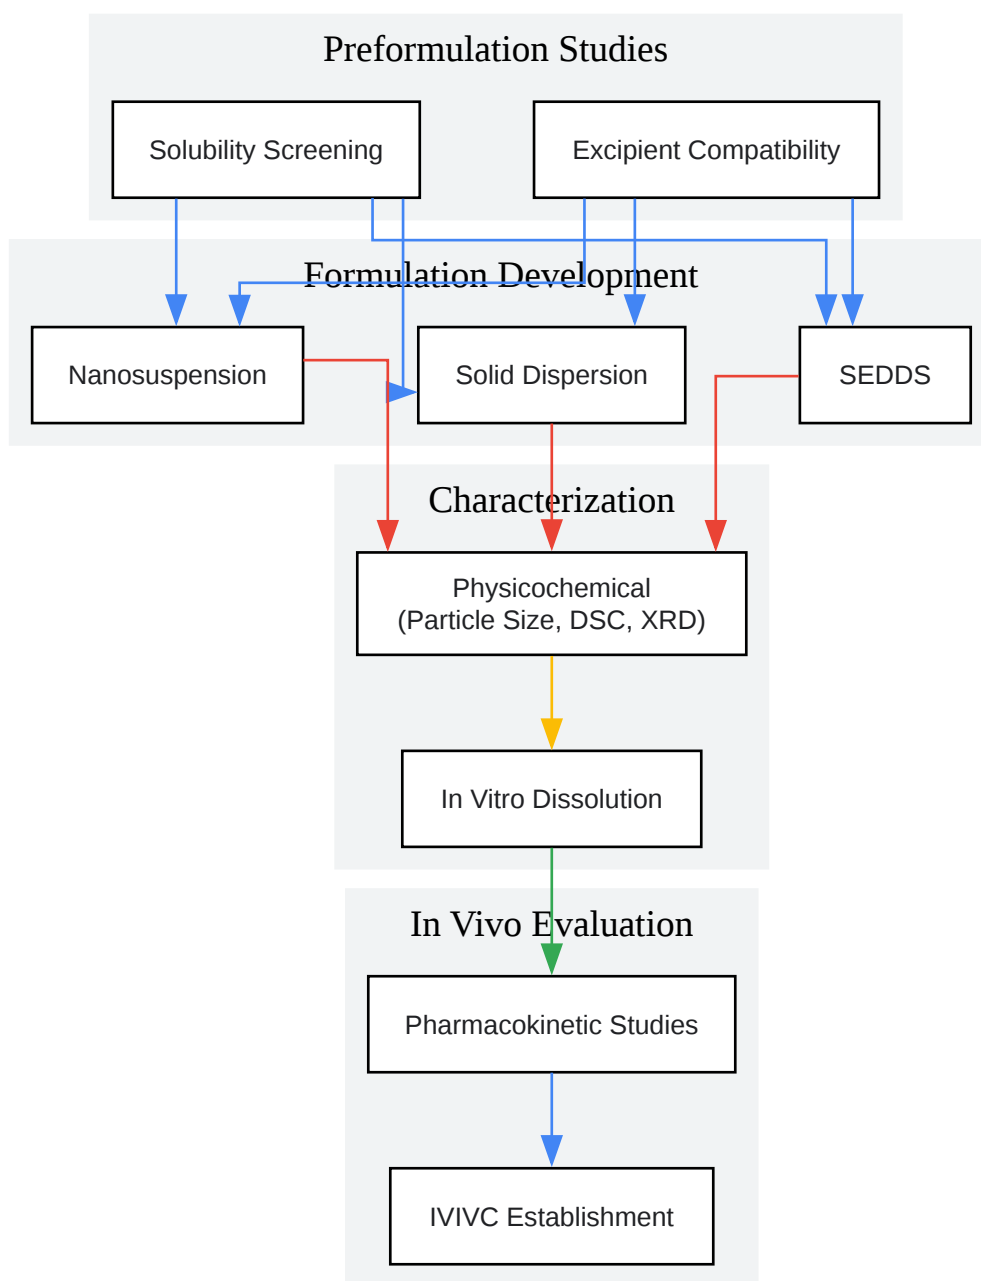 Preformulation Studies
Solubility Screening
Excipient Compatibility
Formulation Development
Nanosuspension
Solid Dispersion
SEDDS
Characterization
Physicochemical
(Particle Size, DSC, XRD)
In Vitro Dissolution
In Vivo Evaluation
Pharmacokinetic Studies
IVIVC Establishment